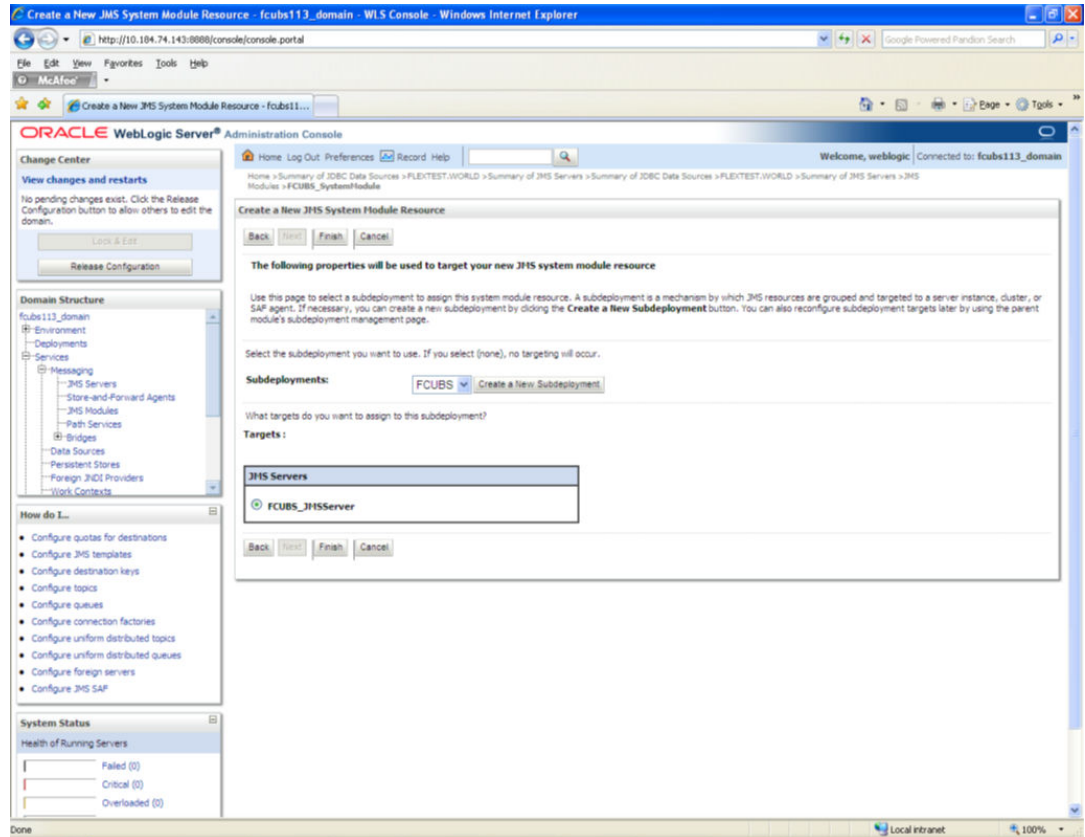 Create a New JMS System Module Resource - fcubs113_domain - WLS Console - Windows Internet Explorer
http://10.184.74.143:8888/console/console.portal
Google Powered Pandion Search
File Edit View Favorites Tools Help
McAfee
Create a New JMS System Module Resource - fcubs11...
Page Tools
ORACLE WebLogic Server® Administration Console
Change Center
View changes and restarts
No pending changes exist. Click the Release
Configuration button to allow others to edit the
domain.
Lock & Edit
Release Configuration
Domain Structure
fcubs113_domain
Environment
Deployments
Services
Messaging
JMS Servers
Store-and-Forward Agents
JMS Modules
Path Services
Bridges
Data Sources
Persistent Stores
Foreign JNDI Providers
Work Contexts
How do I...
Configure quotas for destinations
Configure JMS templates
Configure destination keys
Configure topics
Configure queues
Configure connection factories
Configure uniform distributed topics
Configure uniform distributed queues
Configure foreign servers
Configure JMS SAF
System Status
Health of Running Servers
Failed (0)
Critical (0)
Overloaded (0)
Home Log Out Preferences Record Help
Welcome, weblogic Connected to: fcubs113_domain
Home >Summary of JDBC Data Sources >FLEXTEST.WORLD >Summary of JMS Servers >Summary of JDBC Data Sources >FLEXTEST.WORLD >Summary of JMS Servers >JMS
Modules >FCUBS_SystemModule
Create a New JMS System Module Resource
Back Next Finish Cancel
The following properties will be used to target your new JMS system module resource
Use this page to select a subdeployment to assign this system module resource. A subdeployment is a mechanism by which JMS resources are grouped and targeted to a server instance, cluster, or
SAF agent. If necessary, you can create a new subdeployment by clicking the Create a New Subdeployment button. You can also reconfigure subdeployment targets later by using the parent
module's subdeployment management page.
Select the subdeployment you want to use. If you select (none), no targeting will occur.
Subdeployments: FCUBS Create a New Subdeployment
What targets do you want to assign to this subdeployment?
Targets :
JMS Servers
FCUBS_JMSServer
Back Next Finish Cancel
Done
Local intranet
100%